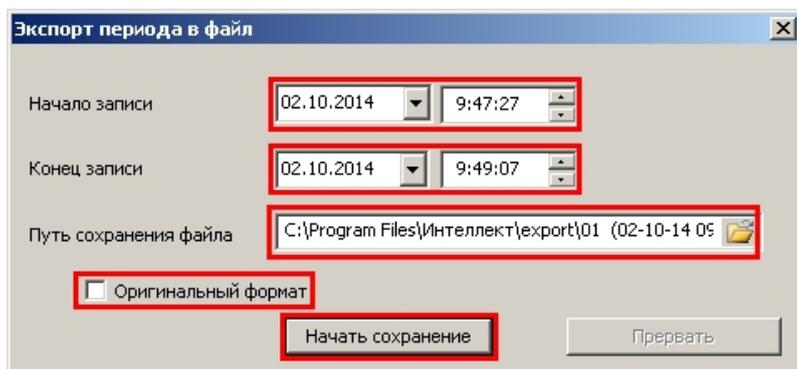 Экспорт периода в файл
Начало записи 02.10.2014 9:47:27
Конец записи 02.10.2014 9:49:07
Путь сохранения файла C:\Program Files\Интеллект\export\01 (02-10-14 09
Оригинальный формат
Начать сохранение Прервать